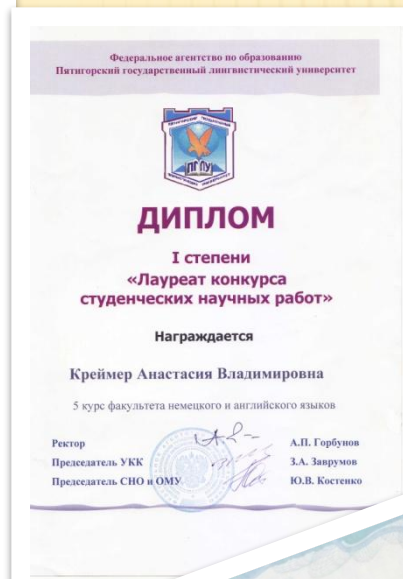 Федеральное агентство по образованию
Пятигорский государственный лингвистический университет
ПГЛУ
ДИПЛОМ
I степени
«Лауреат конкурса
студенческих научных работ»
Награждается
Креймер Анастасия Владимировна
5 курс факультета немецкого и английского языков
Ректор А.П. Горбунов
Председатель УКК З.А. Заврумов
Председатель СНО и ОМУ Ю.В. Костенко